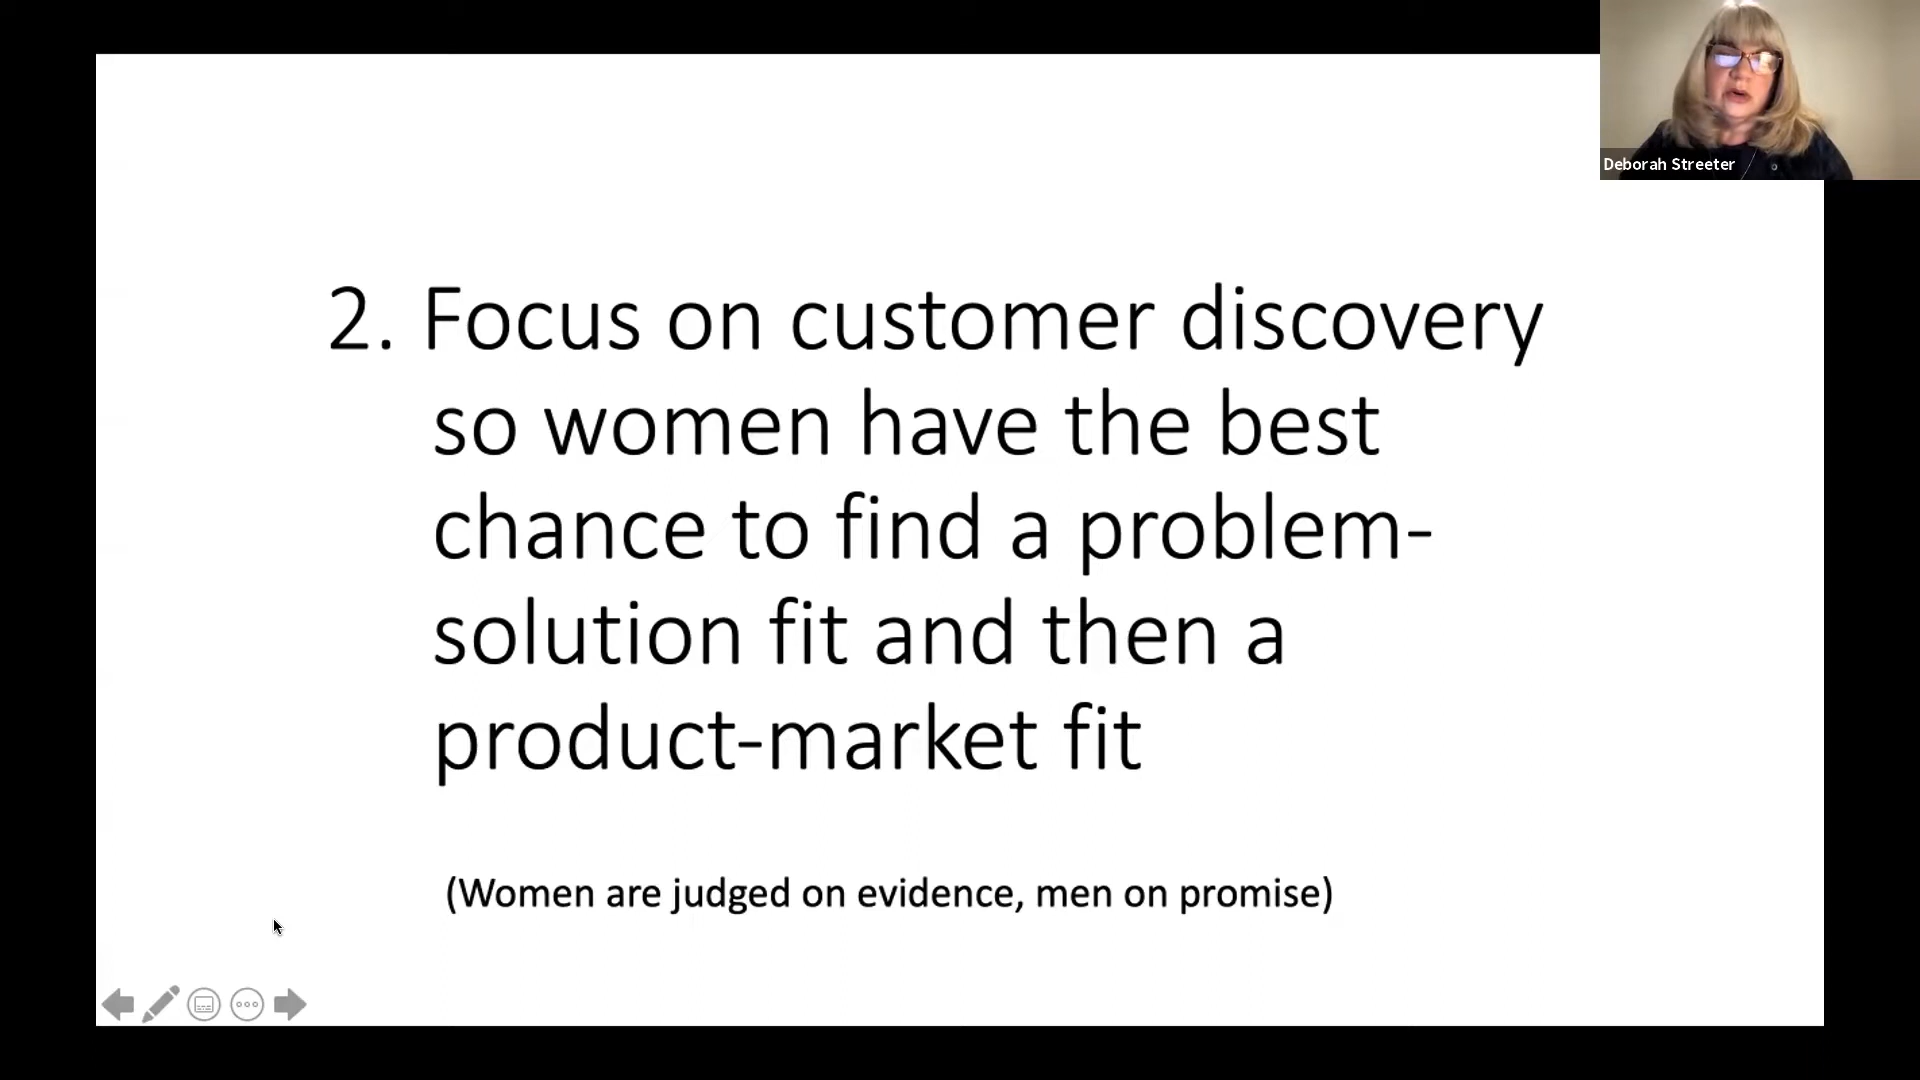 Deborah Streeter
2. Focus on customer discovery
so women have the best
chance to find a problem-
solution fit and then a
product-market fit
(Women are judged on evidence, men on promise)